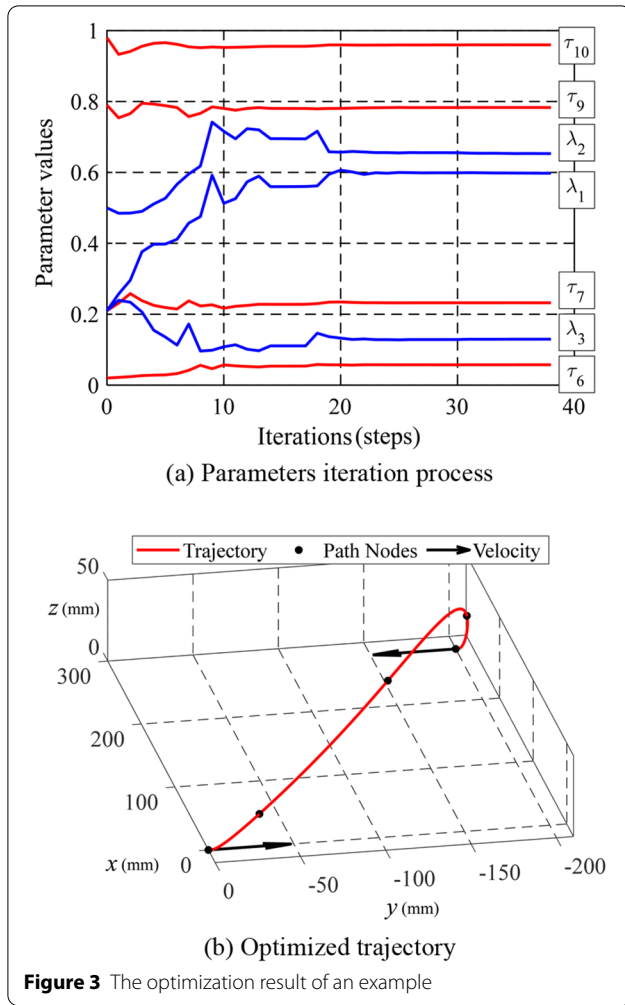 1
0.8
0.6
0.4
0.2
0
Parameter values
τ10
τ9
λ2
λ1
τ7
λ3
τ6
0 10 20 30 40
Iterations (steps)
(a) Parameters iteration process
Trajectory Path Nodes Velocity
50
z (mm)
0
300
200
100
x (mm) 0
0 -50 -100 -150 -200
y (mm)
(b) Optimized trajectory
Figure 3 The optimization result of an example